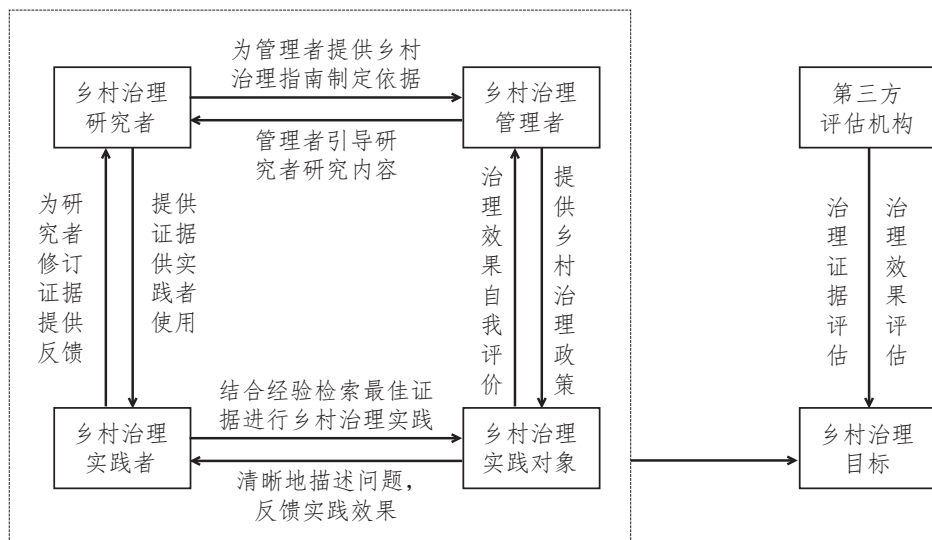 为管理者提供乡村
治理指南制定依据
乡村治理
研究者
乡村治理
管理者
第三方
评估机构
管理者引导研
究者研究内容
为研
究者
修订
证据
提供
反馈
提供
证据
供实
践者
使用
治理效果自我评价
提供乡村治理政策
治理证据评估
治理效果评估
结合经验检索最佳证
据进行乡村治理实践
乡村治理
实践者
乡村治理
实践对象
乡村治理
目标
清晰地描述问题，
反馈实践效果